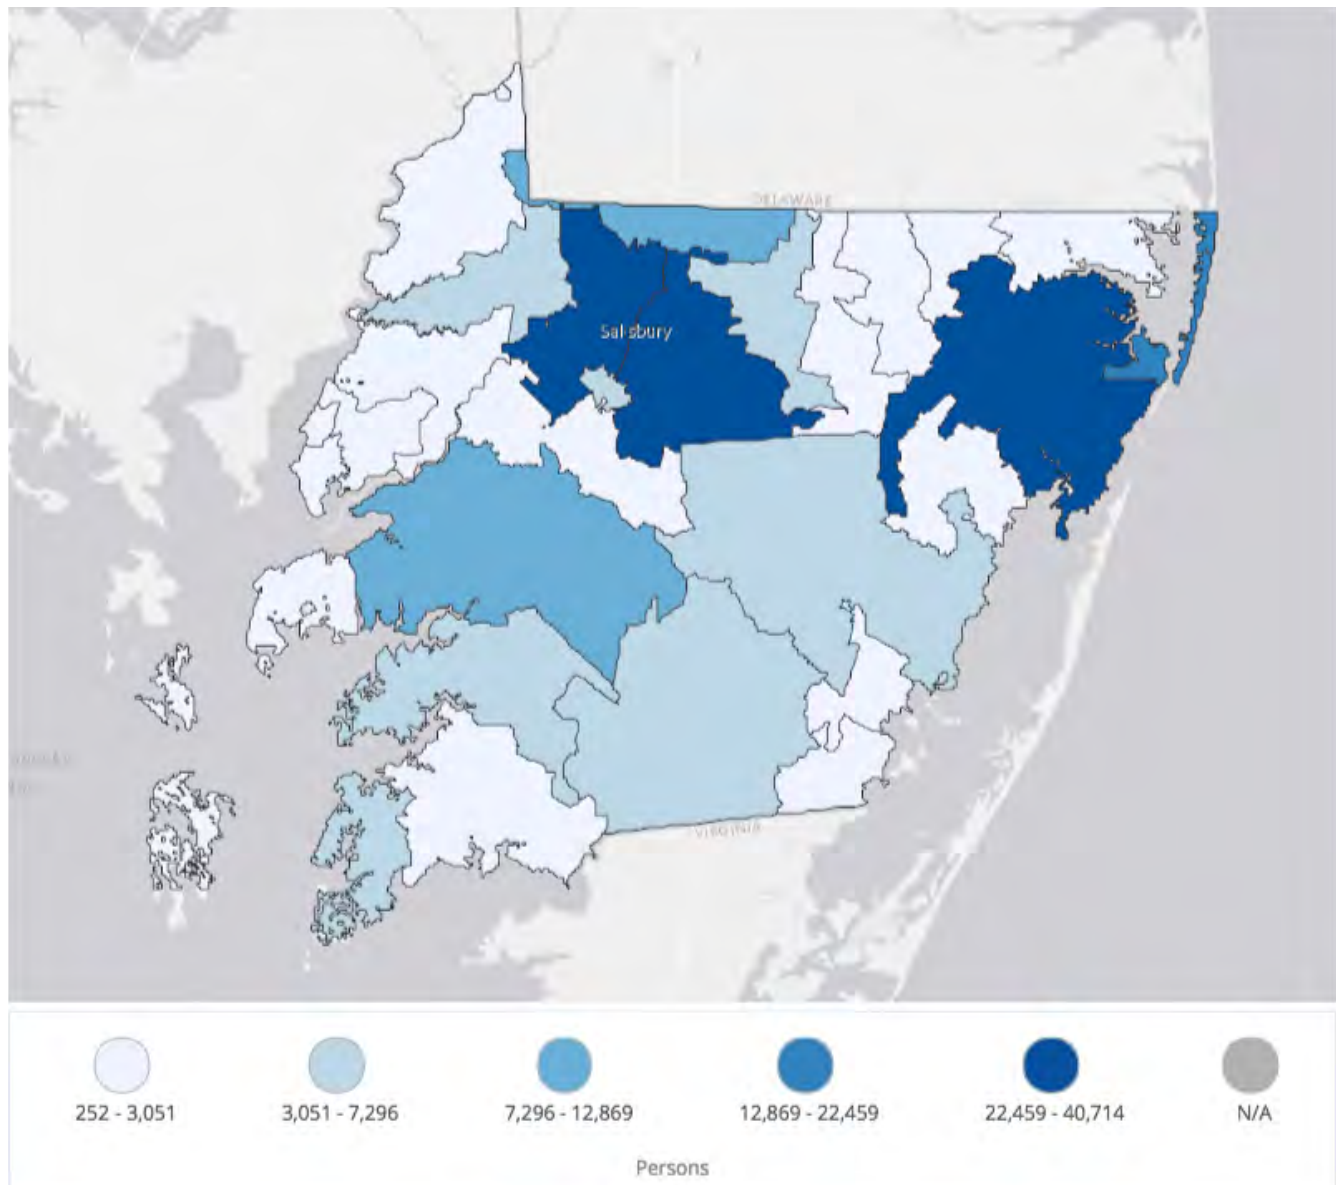 DELAWARE
Salisbury
VIRGINIA
252 - 3,051
3,051 - 7,296
7,296 - 12,869
12,869 - 22,459
22,459 - 40,714
N/A
Persons